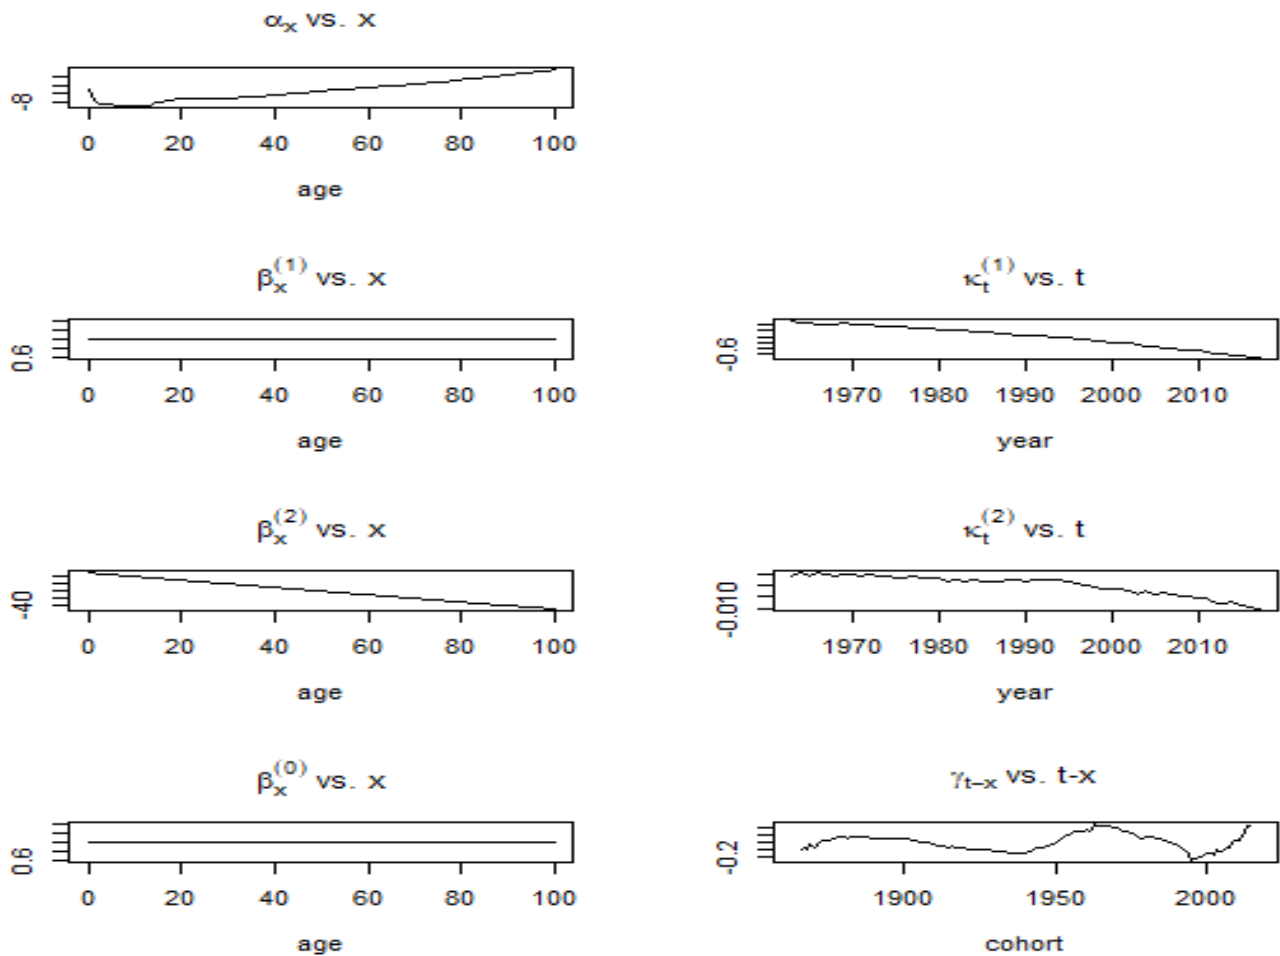 αₓ vs. x
-8
0 20 40 60 80 100
age
βₓ⁽¹⁾ vs. x
0.6
0 20 40 60 80 100
age
κₜ⁽¹⁾ vs. t
-0.6
1970 1980 1990 2000 2010
year
βₓ⁽²⁾ vs. x
-40
0 20 40 60 80 100
age
κₜ⁽²⁾ vs. t
-0.010
1970 1980 1990 2000 2010
year
βₓ⁽⁰⁾ vs. x
0.6
0 20 40 60 80 100
age
γₜ₋ₓ vs. t-x
-0.2
1900 1950 2000
cohort